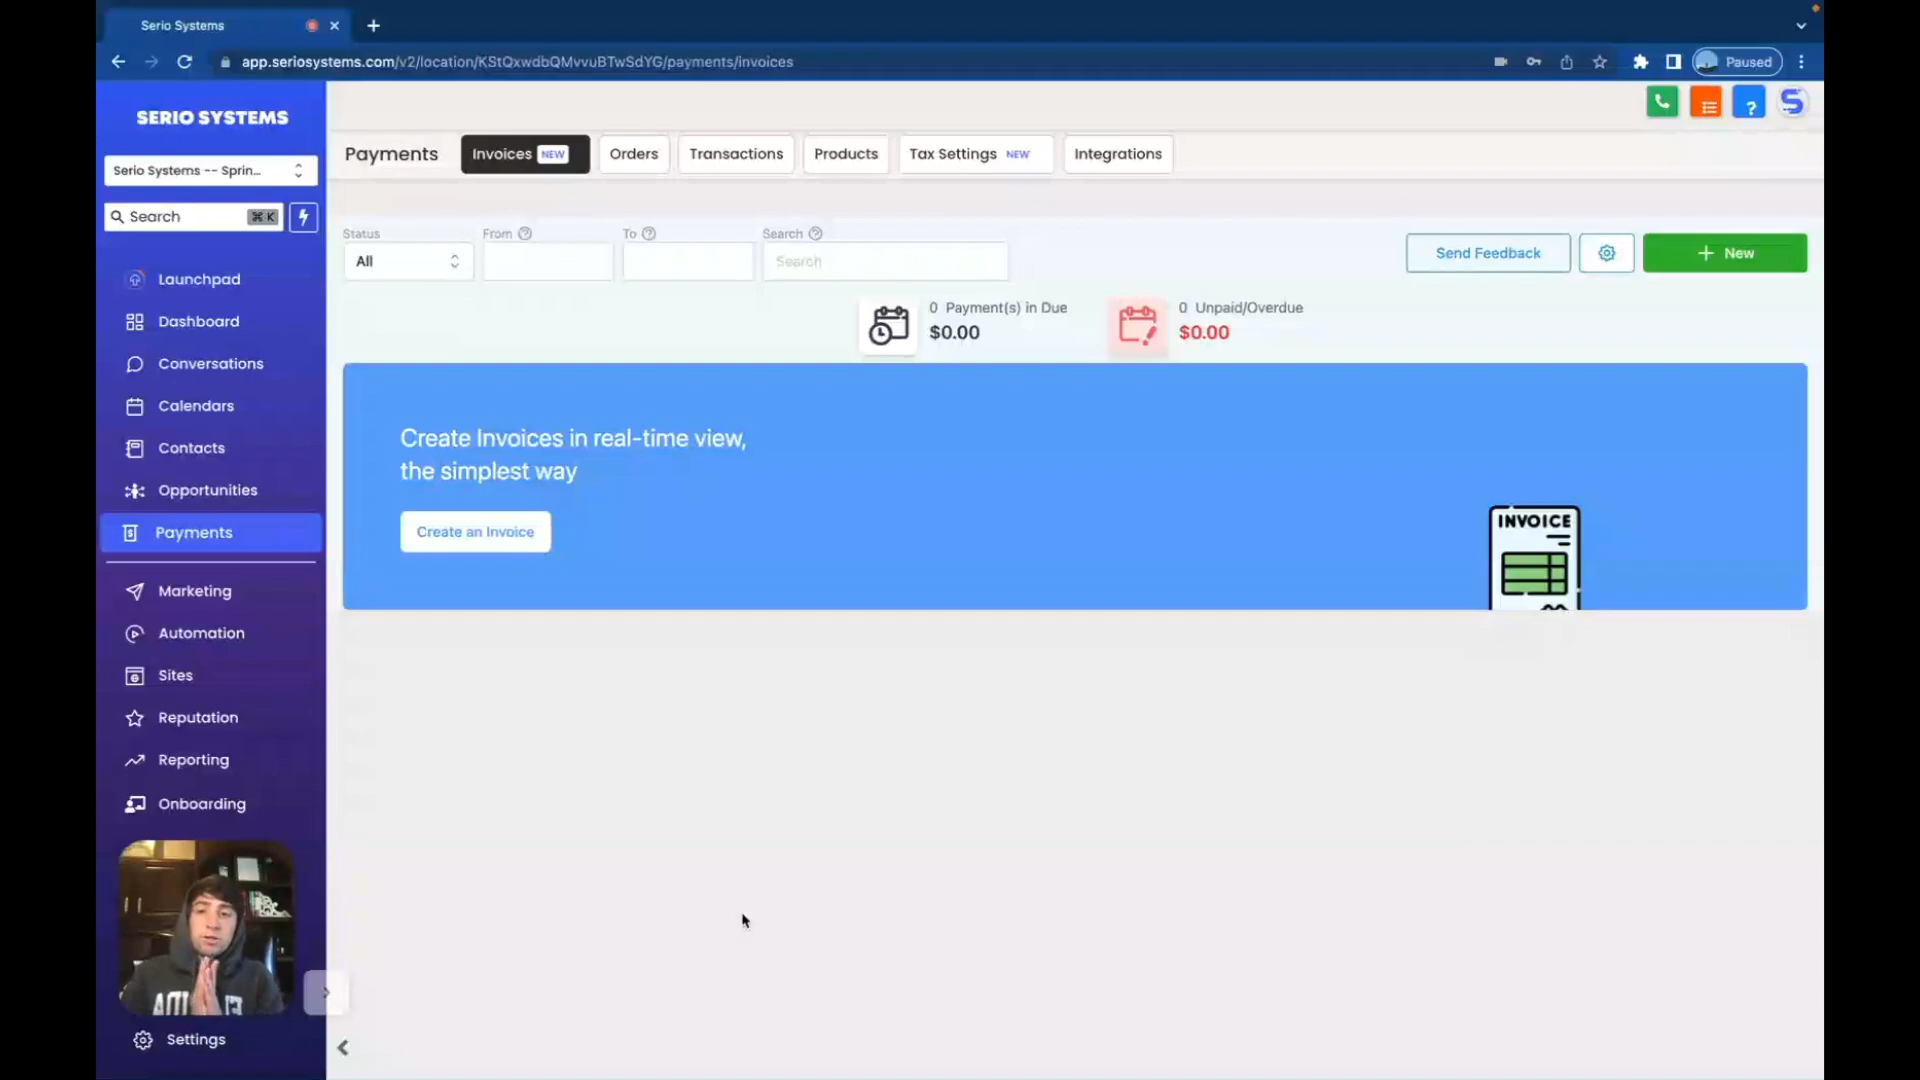 Serio Systems
app.seriosystems.com/v2/location/KStQxwdbQMvvuBTwSdYG/payments/invoices
Paused
SERIO SYSTEMS
Serio Systems -- Sprin...
Search ⌘ K
Launchpad
Dashboard
Conversations
Calendars
Contacts
Opportunities
Payments
Marketing
Automation
Sites
Reputation
Reporting
Onboarding
Settings
Payments
Invoices NEW
Orders
Transactions
Products
Tax Settings NEW
Integrations
Status
All
From
To
Search
Search
Send Feedback
New
0 Payment(s) in Due
$0.00
0 Unpaid/Overdue
$0.00
Create Invoices in real-time view,
the simplest way
Create an Invoice
INVOICE